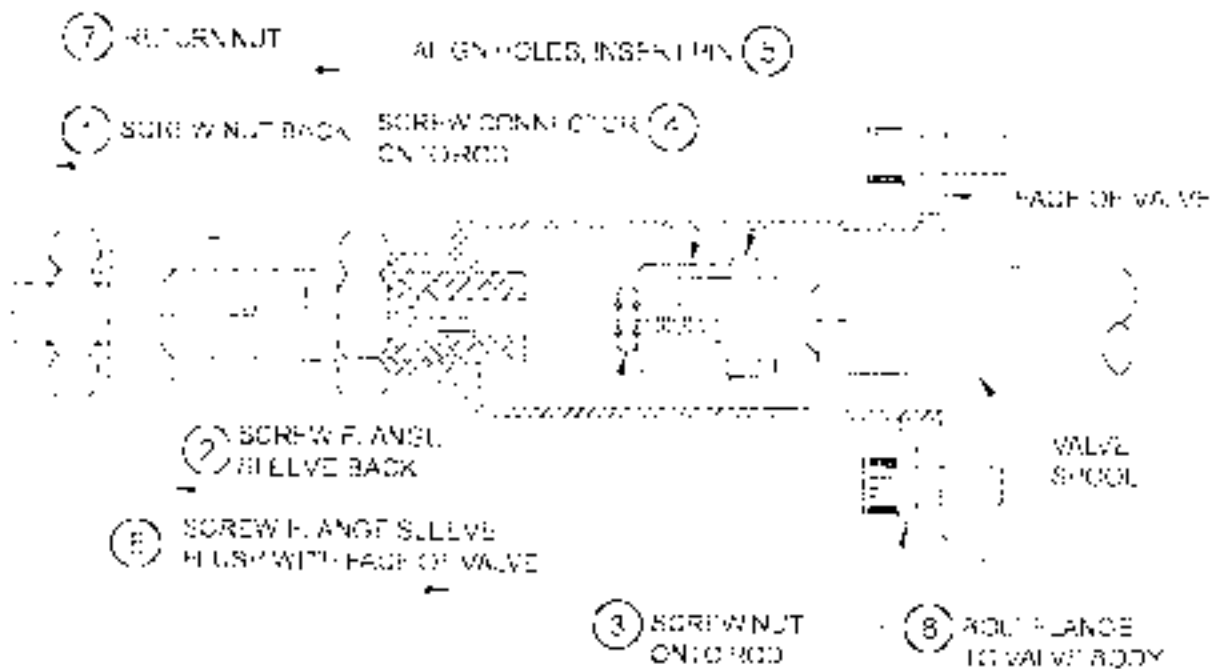 7 RETURN NUT
ALIGN HOLES, INSERT PIN 5
1 SCREW NUT BACK
SCREW CONNECTOR 4
ONTO ROD
FACE OF VALVE
2 SCREW FLANGE
SLEEVE BACK
VALVE
SPOOL
6 SCREW FLANGE SLEEVE
FLUSH WITH FACE OF VALVE
3 SCREW NUT
ONTO ROD
8 BOLT FLANGE
TO VALVE BODY